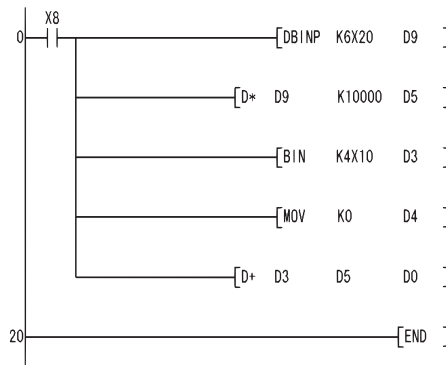 X8
0 [DBINP K6X20 D9 ]
[D* D9 K10000 D5 ]
[BIN K4X10 D3 ]
[MOV K0 D4 ]
[D+ D3 D5 D0 ]
20 [END ]